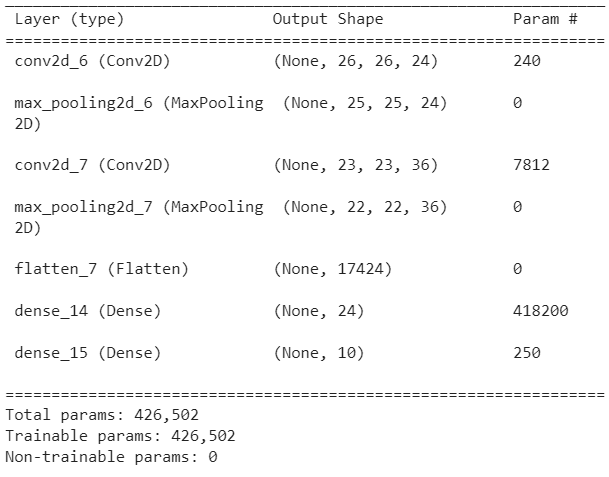 Layer (type) Output Shape Param #
=================================================================
conv2d_6 (Conv2D) (None, 26, 26, 24) 240
max_pooling2d_6 (MaxPooling (None, 25, 25, 24) 0
2D)
conv2d_7 (Conv2D) (None, 23, 23, 36) 7812
max_pooling2d_7 (MaxPooling (None, 22, 22, 36) 0
2D)
flatten_7 (Flatten) (None, 17424) 0
dense_14 (Dense) (None, 24) 418200
dense_15 (Dense) (None, 10) 250
=================================================================
Total params: 426,502
Trainable params: 426,502
Non-trainable params: 0